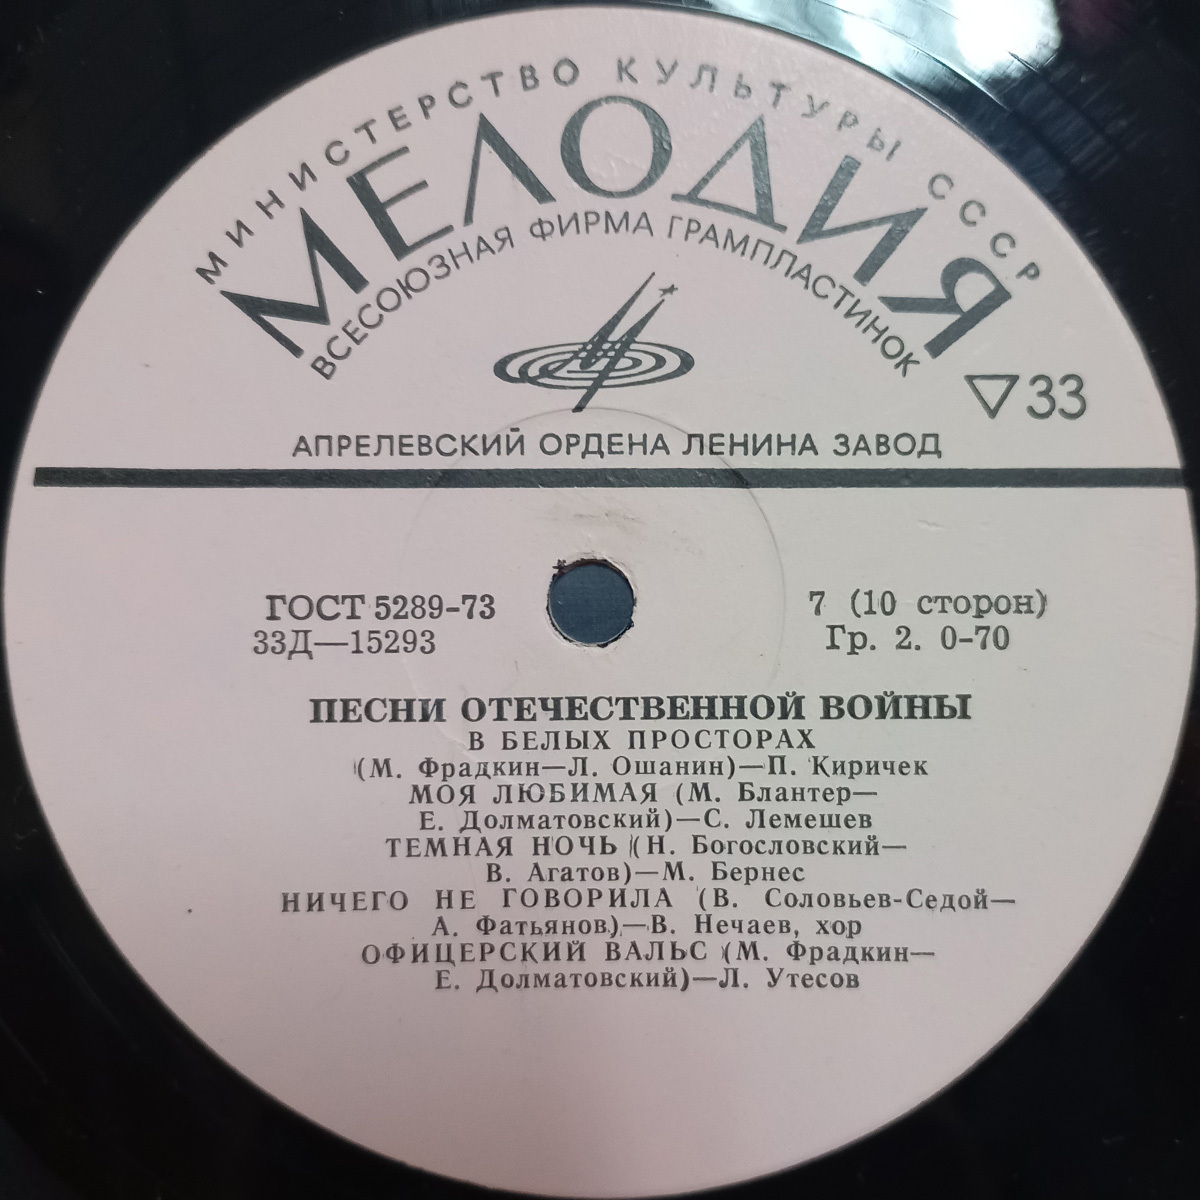 МИНИСТЕРСТВО КУЛЬТУРЫ СССР
МЕЛОДИЯ
ВСЕСОЮЗНАЯ ФИРМА ГРАМПЛАСТИНОК
33
АПРЕЛЕВСКИЙ ОРДЕНА ЛЕНИНА ЗАВОД
ГОСТ 5289-73
33Д—15293
7 (10 сторон)
Гр. 2. 0-70
ПЕСНИ ОТЕЧЕСТВЕННОЙ ВОЙНЫ
В БЕЛЫХ ПРОСТОРАХ
(М. Фрадкин—Л. Ошанин)—П. Киричек
МОЯ ЛЮБИМАЯ (М. Блантер—
Е. Долматовский)—С. Лемешев
ТЕМНАЯ НОЧЬ (Н. Богословский—
В. Агатов)—М. Бернес
НИЧЕГО НЕ ГОВОРИЛА (В. Соловьев-Седой—
А. Фатьянов)—В. Нечаев, хор
ОФИЦЕРСКИЙ ВАЛЬС (М. Фрадкин—
Е. Долматовский)—Л. Утесов